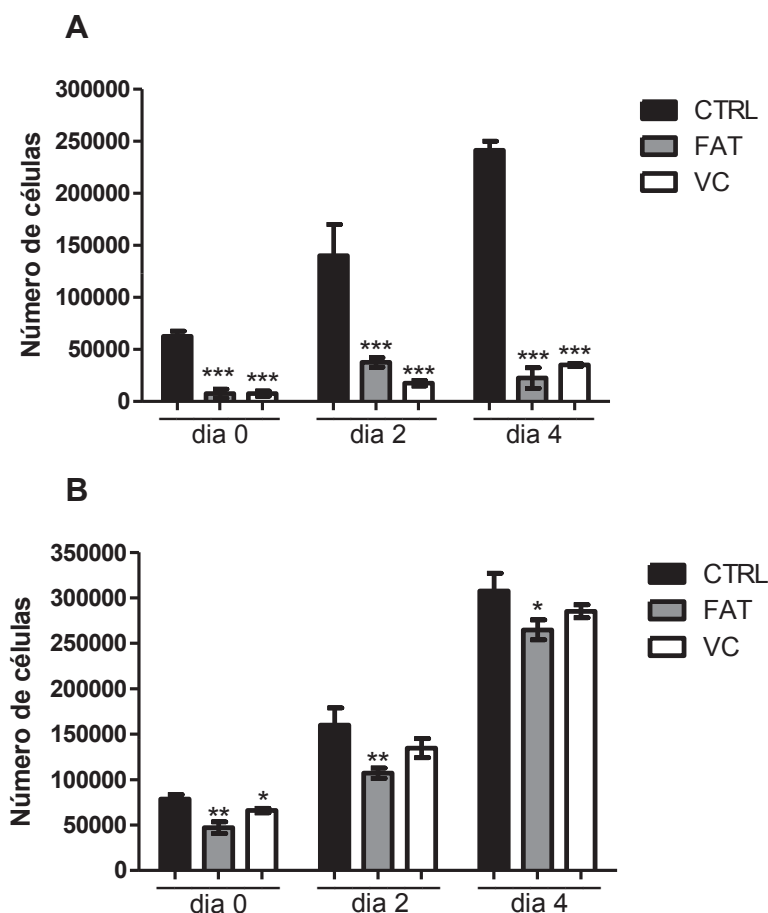 A
Número de células
300000
250000
200000
150000
100000
50000
0
*** ***
*** ***
*** ***
dia 0 dia 2 dia 4
CTRL
FAT
VC
B
Número de células
350000
300000
250000
200000
150000
100000
50000
0
** *
**
*
dia 0 dia 2 dia 4
CTRL
FAT
VC